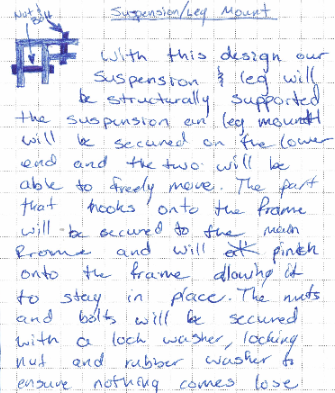 Suspension/Leg Mount
Nut Bolt
With this design our
suspension & leg will
be structurally supported
the suspension and leg mount
will be secured on the lower
end and the two will be
able to freely move. The part
that hooks onto the frame
will be secured to the main
frame and will pinch
onto the frame allowing it
to stay in place. The nuts
and bolts will be secured
with a lock washer, locking
nut and rubber washer to
ensure nothing comes lose